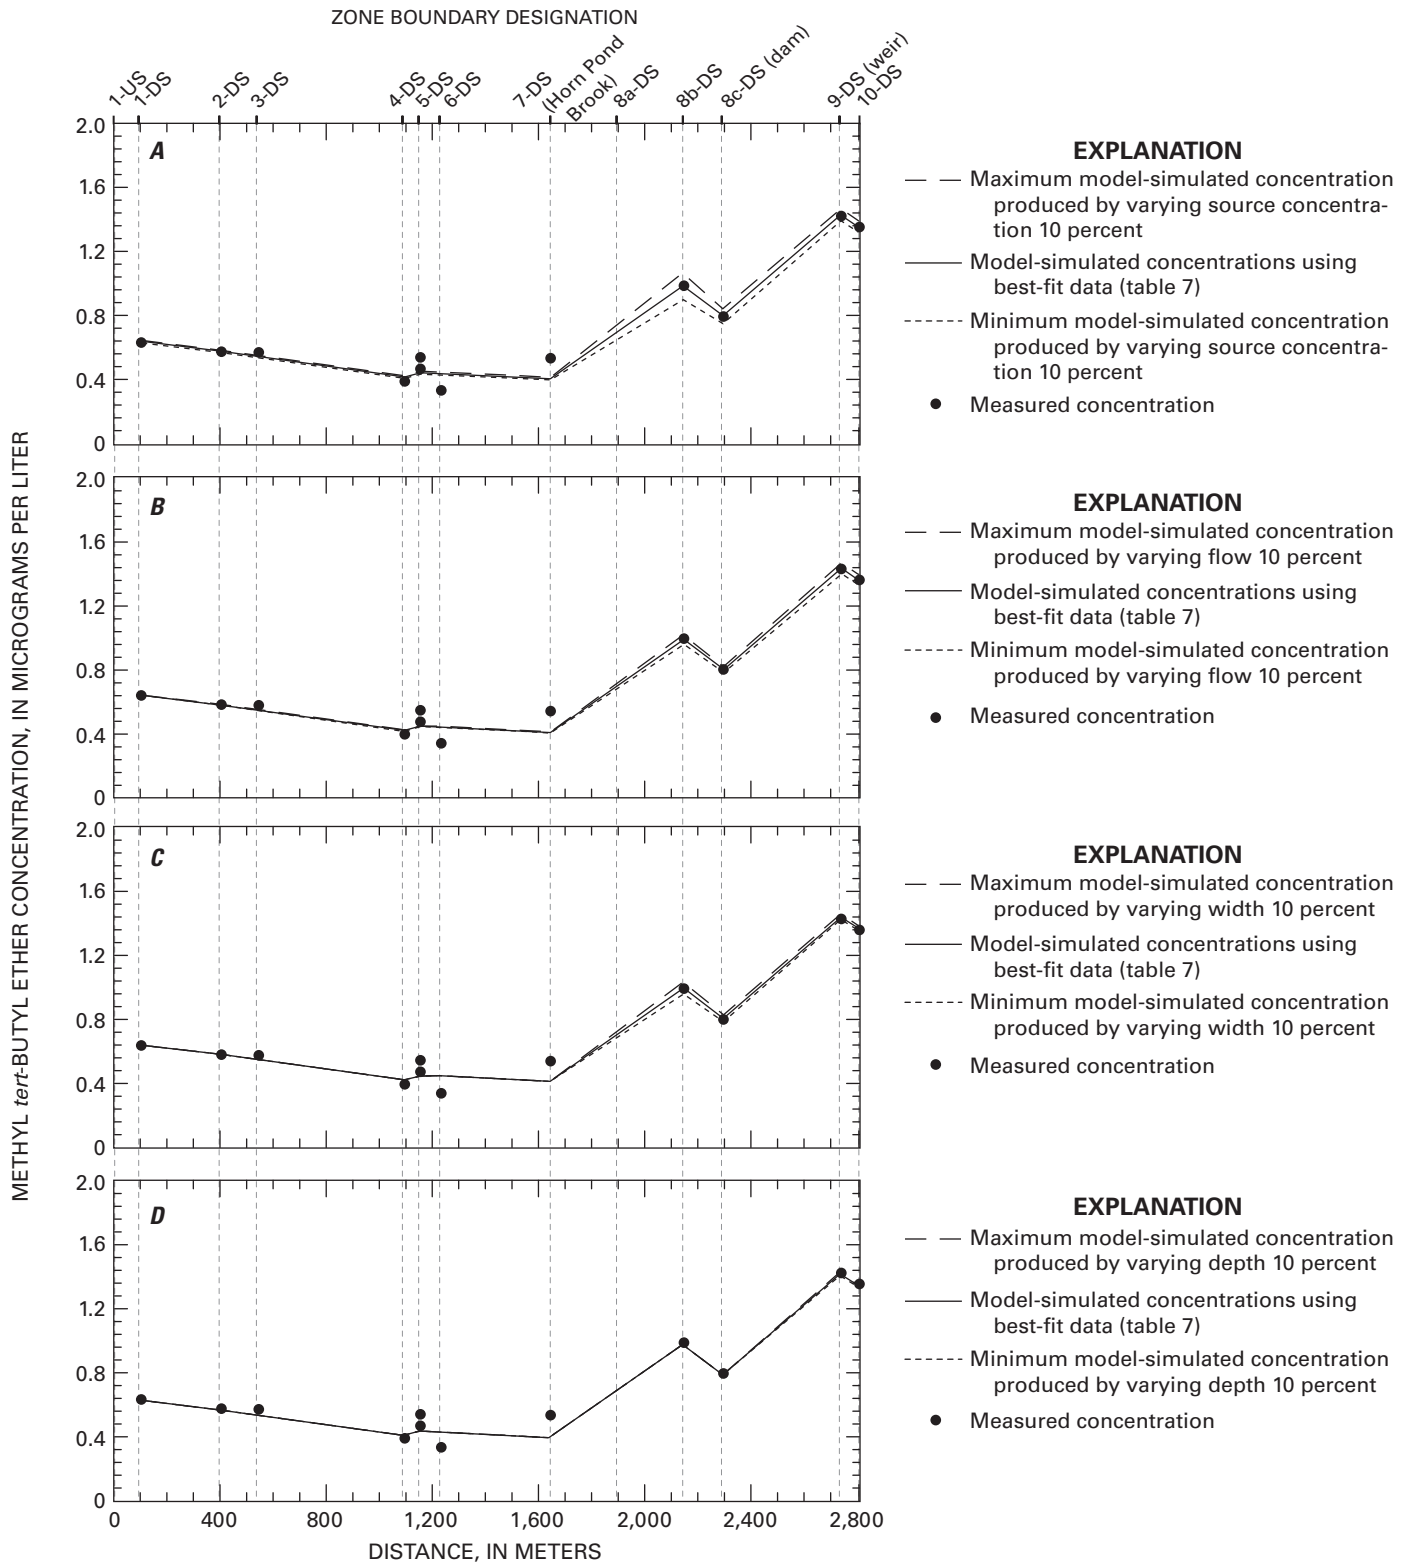 ZONE BOUNDARY DESIGNATION
1-US
1-DS
2-DS
3-DS
4-DS
5-DS
6-DS
7-DS
(Horn Pond
Brook)
8a-DS
8b-DS
8c-DS (dam)
9-DS (weir)
10-DS
METHYL tert-BUTYL ETHER CONCENTRATION, IN MICROGRAMS PER LITER
2.0
1.6
1.2
0.8
0.4
0
A
EXPLANATION
Maximum model-simulated concentration
produced by varying source concentra-
tion 10 percent
Model-simulated concentrations using
best-fit data (table 7)
Minimum model-simulated concentration
produced by varying source concentra-
tion 10 percent
Measured concentration
2.0
1.6
1.2
0.8
0.4
0
B
EXPLANATION
Maximum model-simulated concentration
produced by varying flow 10 percent
Model-simulated concentrations using
best-fit data (table 7)
Minimum model-simulated concentration
produced by varying flow 10 percent
Measured concentration
2.0
1.6
1.2
0.8
0.4
0
C
EXPLANATION
Maximum model-simulated concentration
produced by varying width 10 percent
Model-simulated concentrations using
best-fit data (table 7)
Minimum model-simulated concentration
produced by varying width 10 percent
Measured concentration
2.0
1.6
1.2
0.8
0.4
0
D
EXPLANATION
Maximum model-simulated concentration
produced by varying depth 10 percent
Model-simulated concentrations using
best-fit data (table 7)
Minimum model-simulated concentration
produced by varying depth 10 percent
Measured concentration
0 400 800 1,200 1,600 2,000 2,400 2,800
DISTANCE, IN METERS